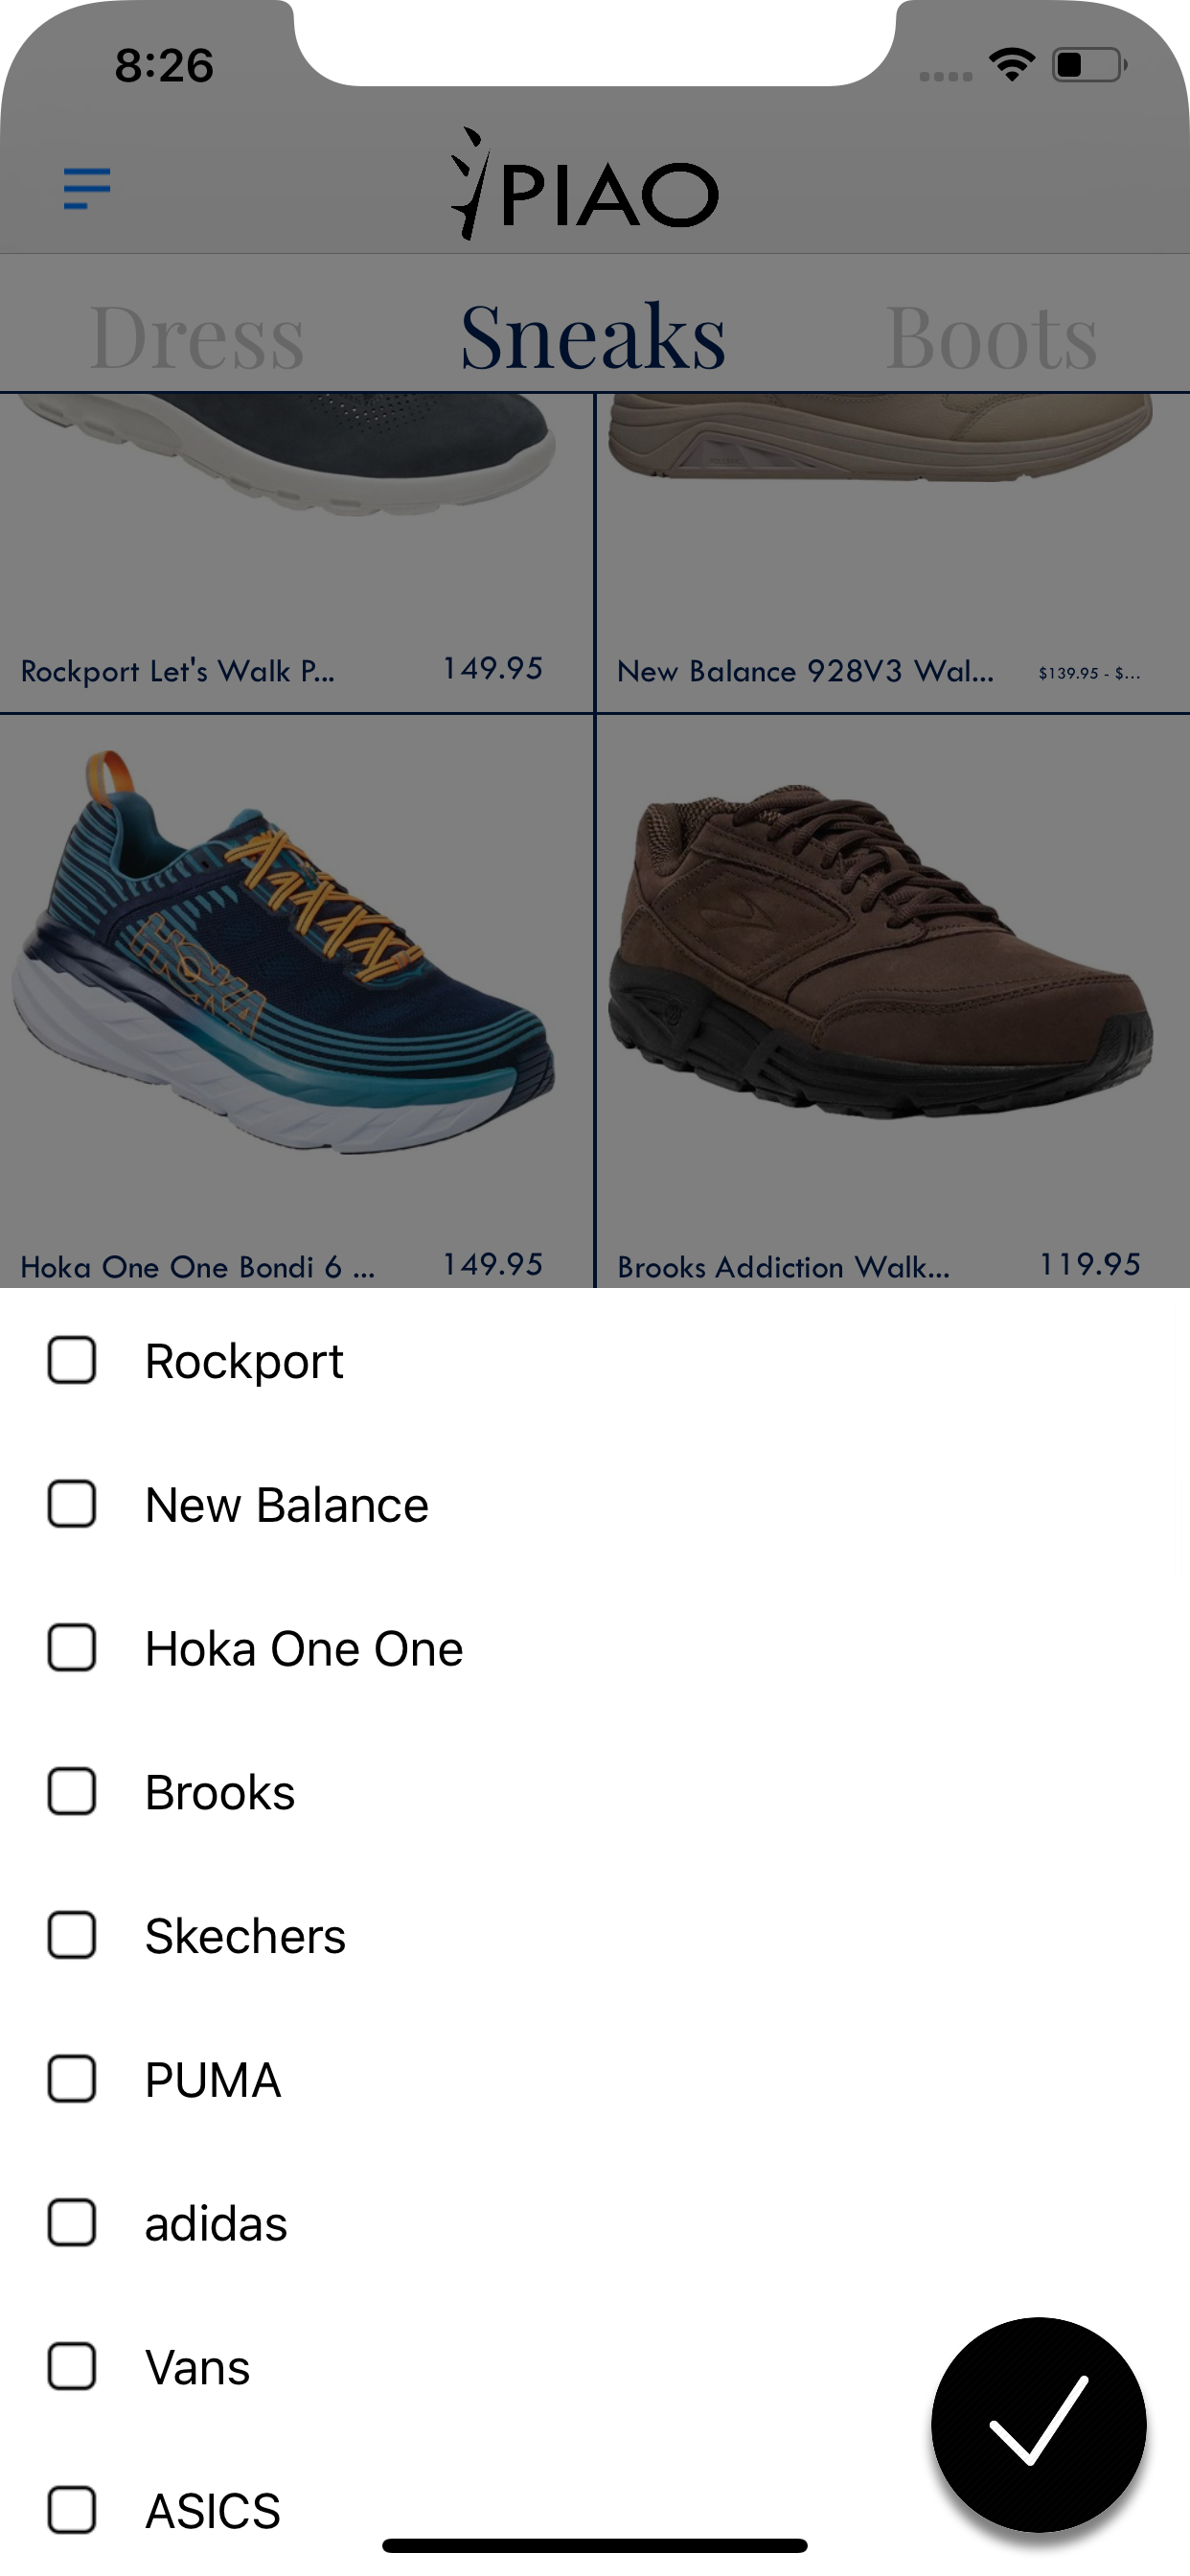 8:26
PIAO
Dress Sneaks Boots
Rockport Let's Walk P... 149.95
New Balance 928V3 Wal... $139.95 - $...
HOKA
Hoka One One Bondi 6 ... 149.95
Brooks Addiction Walk... 119.95
Rockport
New Balance
Hoka One One
Brooks
Skechers
PUMA
adidas
Vans
ASICS